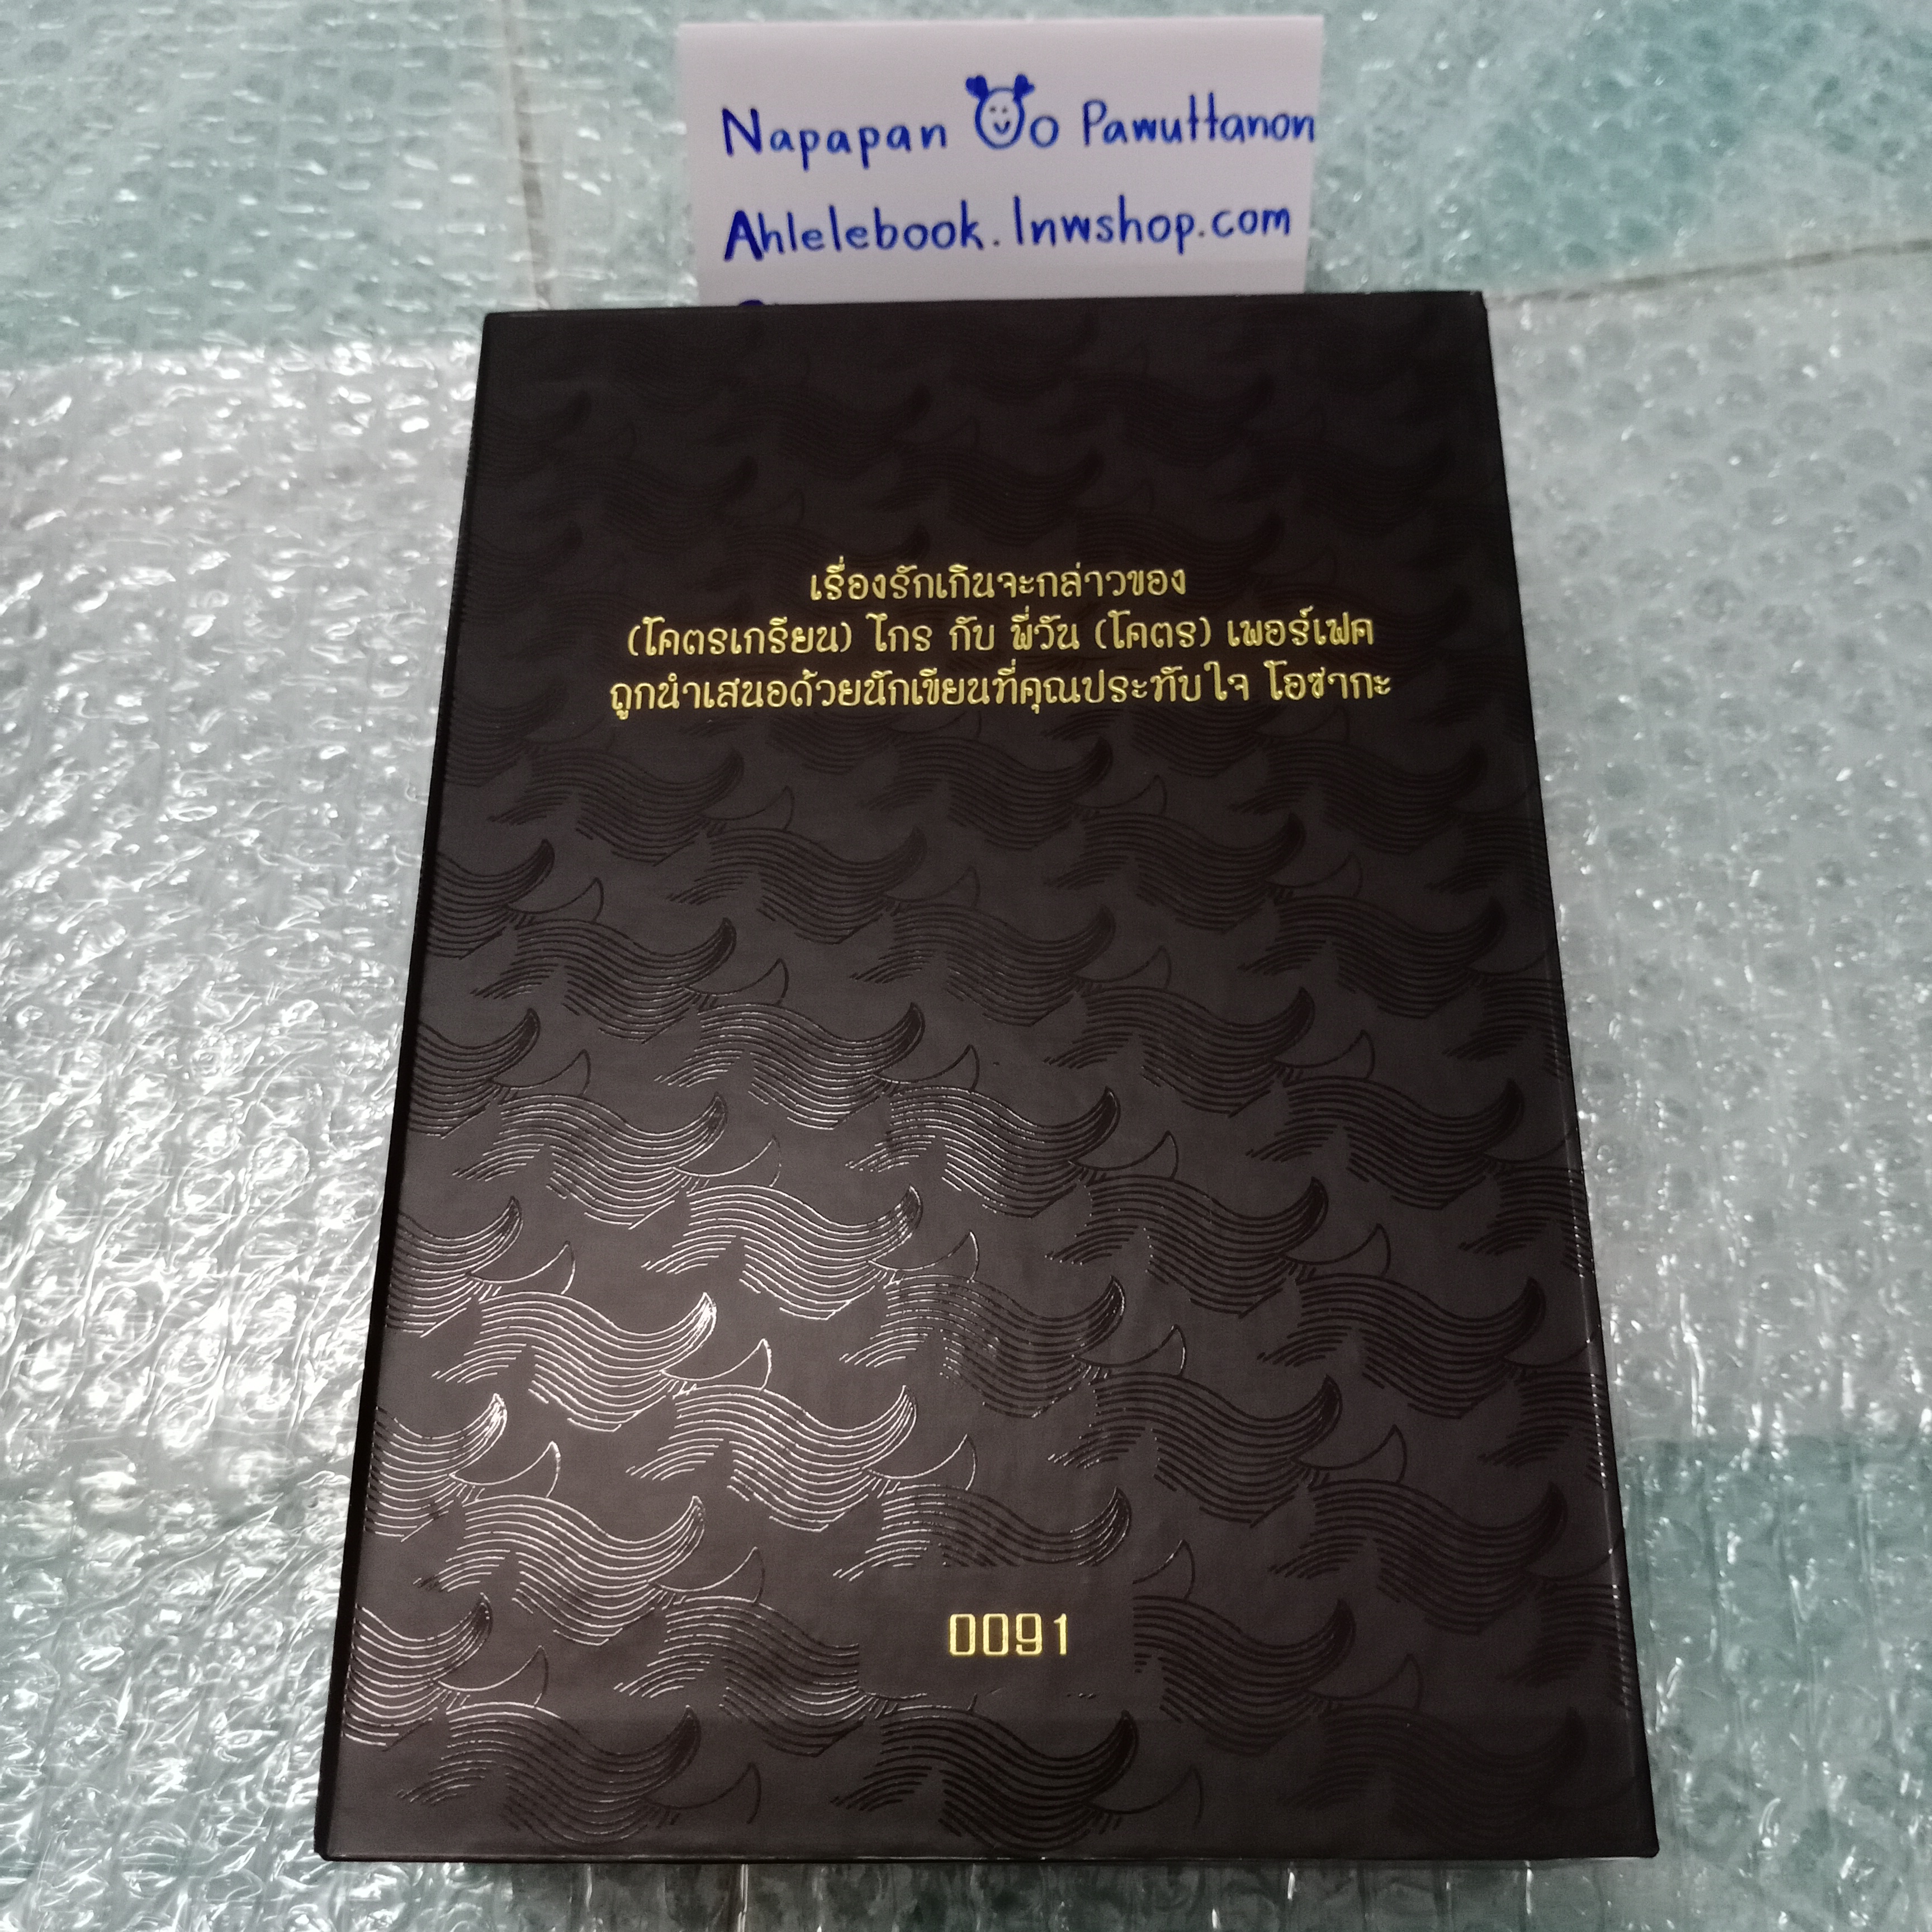 Napapan Oo Pawuttanon
Ahlelebook.lnwshop.com
เรื่องรักเกินจะกล่าวของ
(โคตรเกรียน) ไกร กับ พี่วัน (โคตร) เพอร์เฟค
ถูกนำเสนอด้วยนักเขียนที่คุณประทับใจ โอซากะ
0091